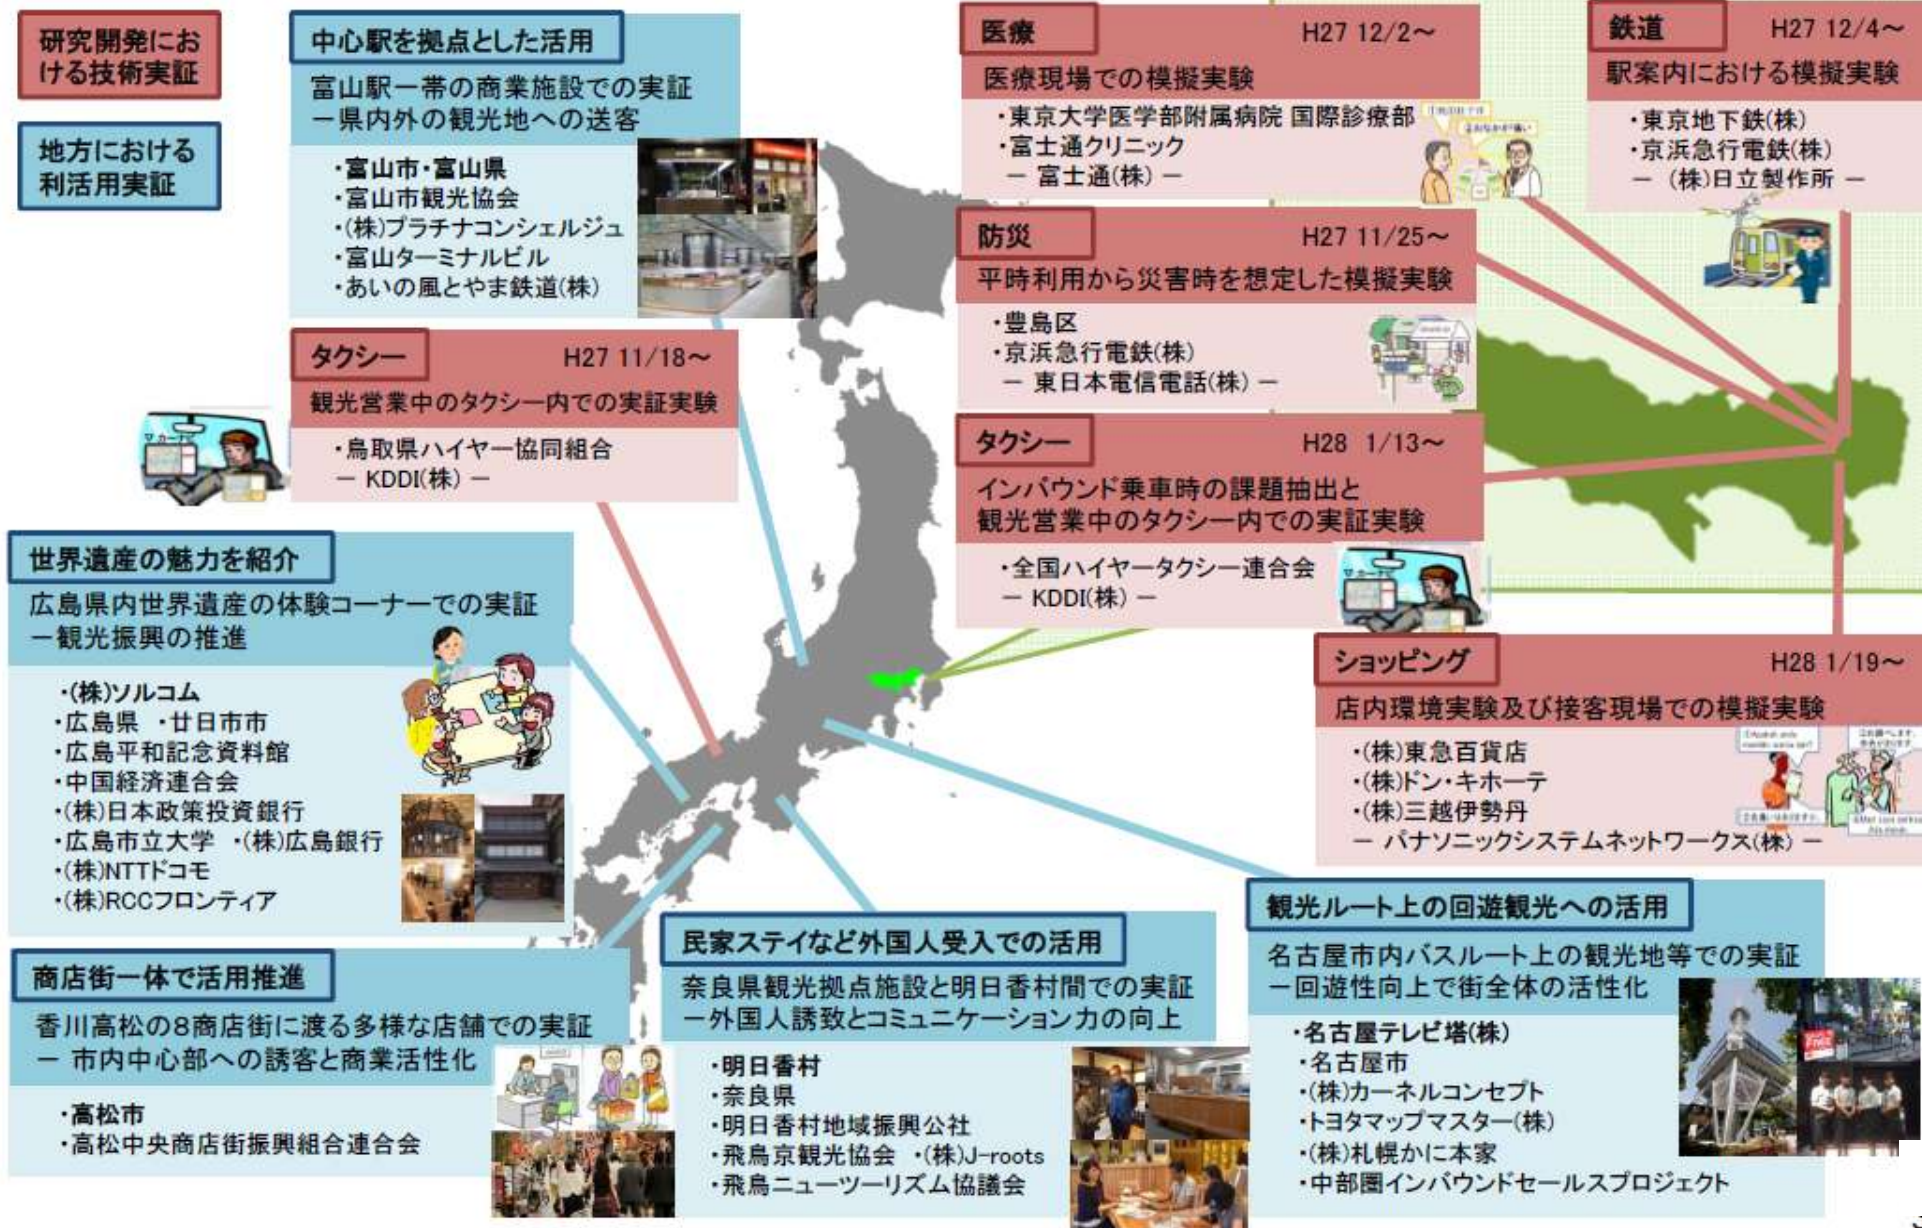 研究開発にお
ける技術実証
地方における
利活用実証
中心駅を拠点とした活用
富山駅一帯の商業施設での実証
－県内外の観光地への送客
・富山市・富山県
・富山市観光協会
・(株)プラチナコンシェルジュ
・富山ターミナルビル
・あいの風とやま鉄道(株)
タクシー H27 11/18～
観光営業中のタクシー内での実証実験
・鳥取県ハイヤー協同組合
－ KDDI(株) －
世界遺産の魅力を紹介
広島県内世界遺産の体験コーナーでの実証
－観光振興の推進
・(株)ソルコム
・広島県 ・廿日市市
・広島平和記念資料館
・中国経済連合会
・(株)日本政策投資銀行
・広島市立大学 ・(株)広島銀行
・(株)NTTドコモ
・(株)RCCフロンティア
商店街一体で活用推進
香川高松の8商店街に渡る多様な店舗での実証
－ 市内中心部への誘客と商業活性化
・高松市
・高松中央商店街振興組合連合会
民家ステイなど外国人受入での活用
奈良県観光拠点施設と明日香村間での実証
－外国人誘致とコミュニケーション力の向上
・明日香村
・奈良県
・明日香村地域振興公社
・飛鳥京観光協会 ・(株)J-roots
・飛鳥ニューツーリズム協議会
医療 H27 12/2～
医療現場での模擬実験
・東京大学医学部附属病院 国際診療部
・富士通クリニック
－ 富士通(株) －
鉄道 H27 12/4～
駅案内における模擬実験
・東京地下鉄(株)
・京浜急行電鉄(株)
－ (株)日立製作所 －
防災 H27 11/25～
平時利用から災害時を想定した模擬実験
・豊島区
・京浜急行電鉄(株)
－ 東日本電信電話(株) －
タクシー H28 1/13～
インバウンド乗車時の課題抽出と
観光営業中のタクシー内での実証実験
・全国ハイヤータクシー連合会
－ KDDI(株) －
ショッピング H28 1/19～
店内環境実験及び接客現場での模擬実験
・(株)東急百貨店
・(株)ドン・キホーテ
・(株)三越伊勢丹
－ パナソニックシステムネットワークス(株) －
観光ルート上の回遊観光への活用
名古屋市内バスルート上の観光地等での実証
－回遊性向上で街全体の活性化
・名古屋テレビ塔(株)
・名古屋市
・(株)カーネルコンセプト
・トヨタマップマスター(株)
・(株)札幌かに本家
・中部圏インバウンドセールスプロジェクト